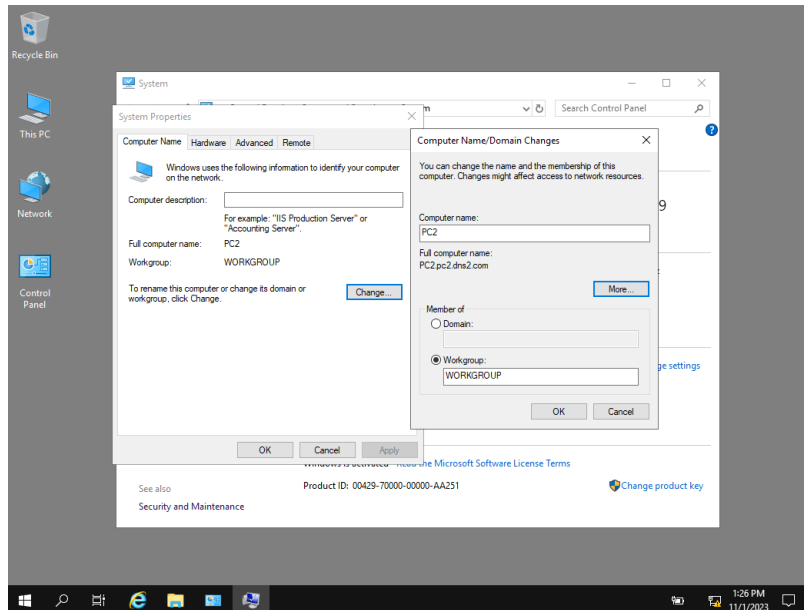 Recycle Bin
This PC
Network
Control
Panel
System
Search Control Panel
System Properties
Computer Name
Hardware
Advanced
Remote
Windows uses the following information to identify your computer
on the network.
Computer description:
For example: "IIS Production Server" or
"Accounting Server".
Full computer name:
PC2
Workgroup:
WORKGROUP
To rename this computer or change its domain or
workgroup, click Change.
Change...
OK
Cancel
Apply
Computer Name/Domain Changes
You can change the name and the membership of this
computer. Changes might affect access to network resources.
Computer name:
PC2
Full computer name:
PC2.pc2.dns2.com
More...
Member of
Domain:
Workgroup:
WORKGROUP
OK
Cancel
9
settings
the Microsoft Software License Terms
Product ID: 00429-70000-00000-AA251
Change product key
See also
Security and Maintenance
1:26 PM
11/1/2023